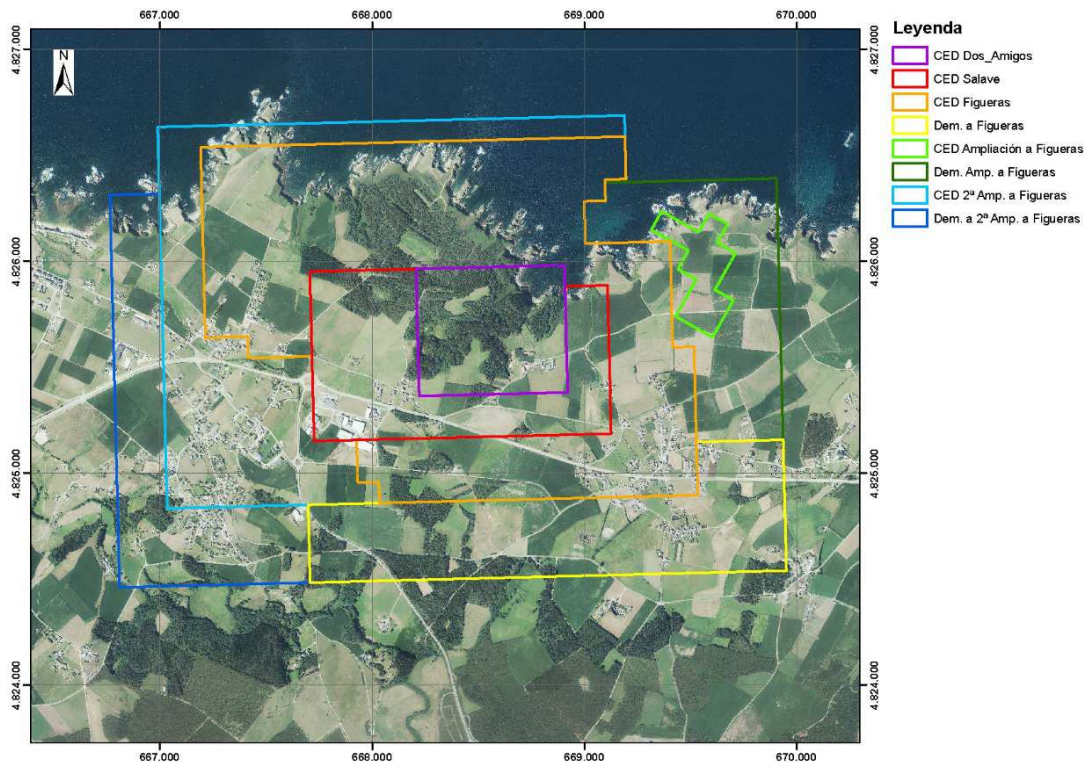 667.000 668.000 669.000 670.000
4.827.000 4.827.000
4.826.000 4.826.000
4.825.000 4.825.000
4.824.000 4.824.000
667.000 668.000 669.000 670.000
N
Leyenda
CED Dos_Amigos
CED Salave
CED Figueras
Dem. a Figueras
CED Ampliación a Figueras
Dem. Amp. a Figueras
CED 2ª Amp. a Figueras
Dem. a 2ª Amp. a Figueras